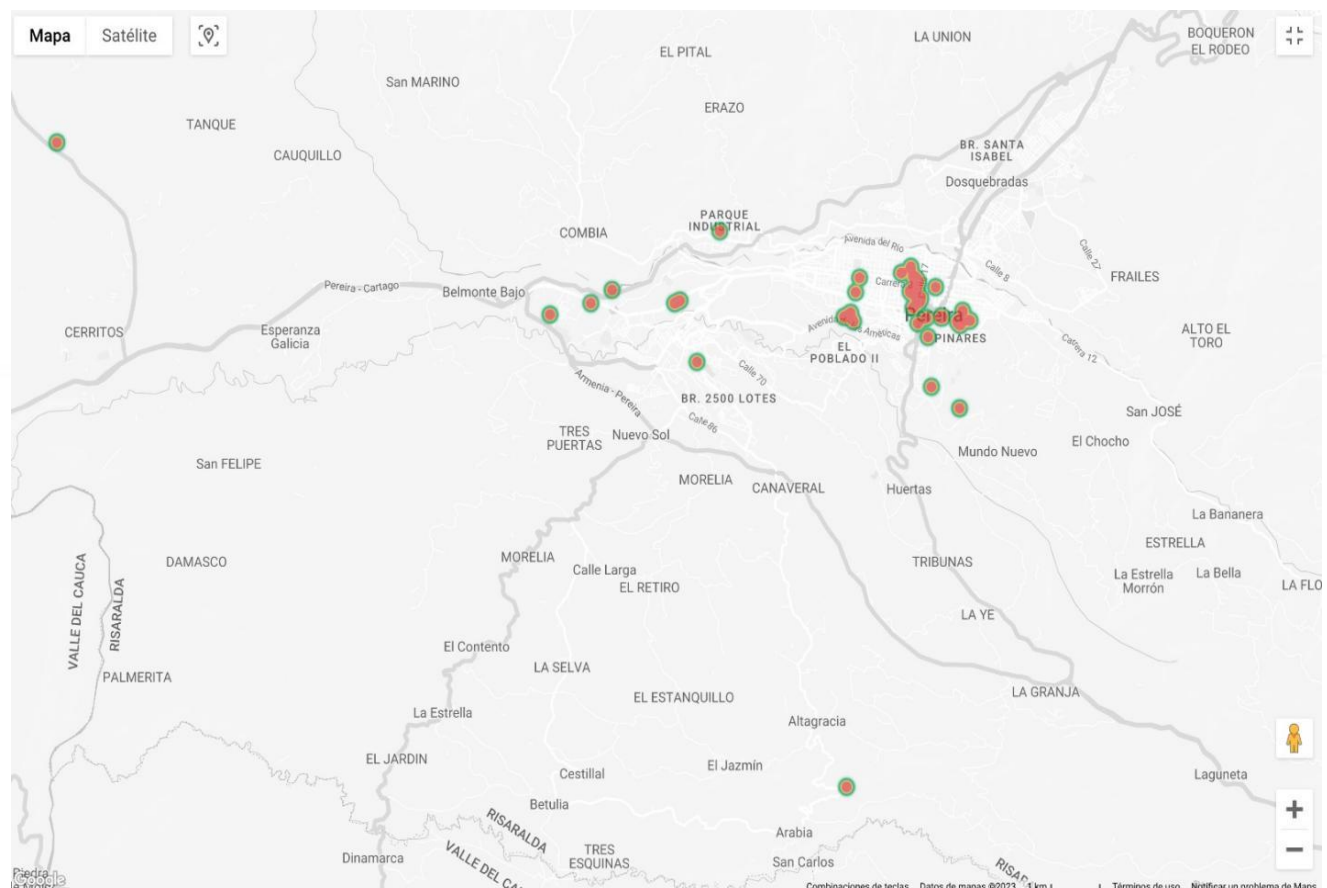 Mapa
Satélite
LA UNION
BOQUERON
EL RODEO
EL PITAL
San MARINO
ERAZO
TANQUE
CAUQUILLO
BR. SANTA
ISABEL
Dosquebradas
PARQUE
INDUSTRIAL
COMBIA
Avenida del Rio
Calle 27
Calle 8
FRAILES
Pereira - Cartago
Belmonte Bajo
CERRITOS
Esperanza
Galicia
Pereira
PINARES
EL
POBLADO II
ALTO EL
TORO
Carrera 12
Calle 70
Armenia - Pereira
BR. 2500 LOTES
Calle 86
San JOSÉ
TRES
PUERTAS
Nuevo Sol
El Chocho
Mundo Nuevo
San FELIPE
MORELIA
CANAVERAL
Huertas
La Bananera
ESTRELLA
MORELIA
DAMASCO
Calle Larga
TRIBUNAS
EL RETIRO
La Estrella
Morrón
La Bella
LA FLO
VALLE DEL CAUCA
RISARALDA
LA YE
El Contento
LA SELVA
PALMERITA
EL ESTANQUILLO
LA GRANJA
La Estrella
Altagracia
EL JARDIN
El Jazmín
Cestillal
Laguneta
Betulia
RISARALDA
Arabia
TRES
ESQUINAS
Dinamarca
VALLE DEL CA
San Carlos
RISA
Piedra
Google
Combinaciones de teclas
Datos de mapas ©2023
1 km
Términos de uso
Notificar un problema de Maps